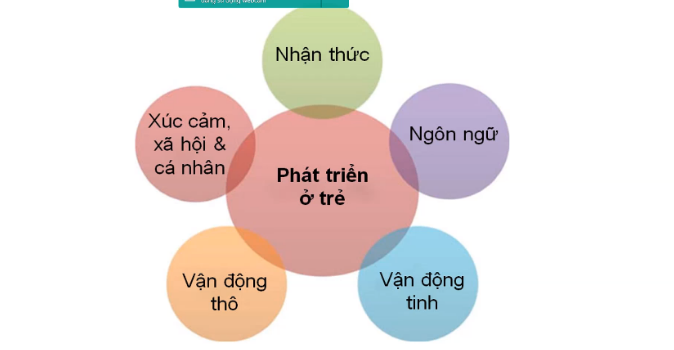 Nhận thức
Xúc cảm,
xã hội &
cá nhân
Ngôn ngữ
Phát triển
ở trẻ
Vận động
thô
Vận động
tinh